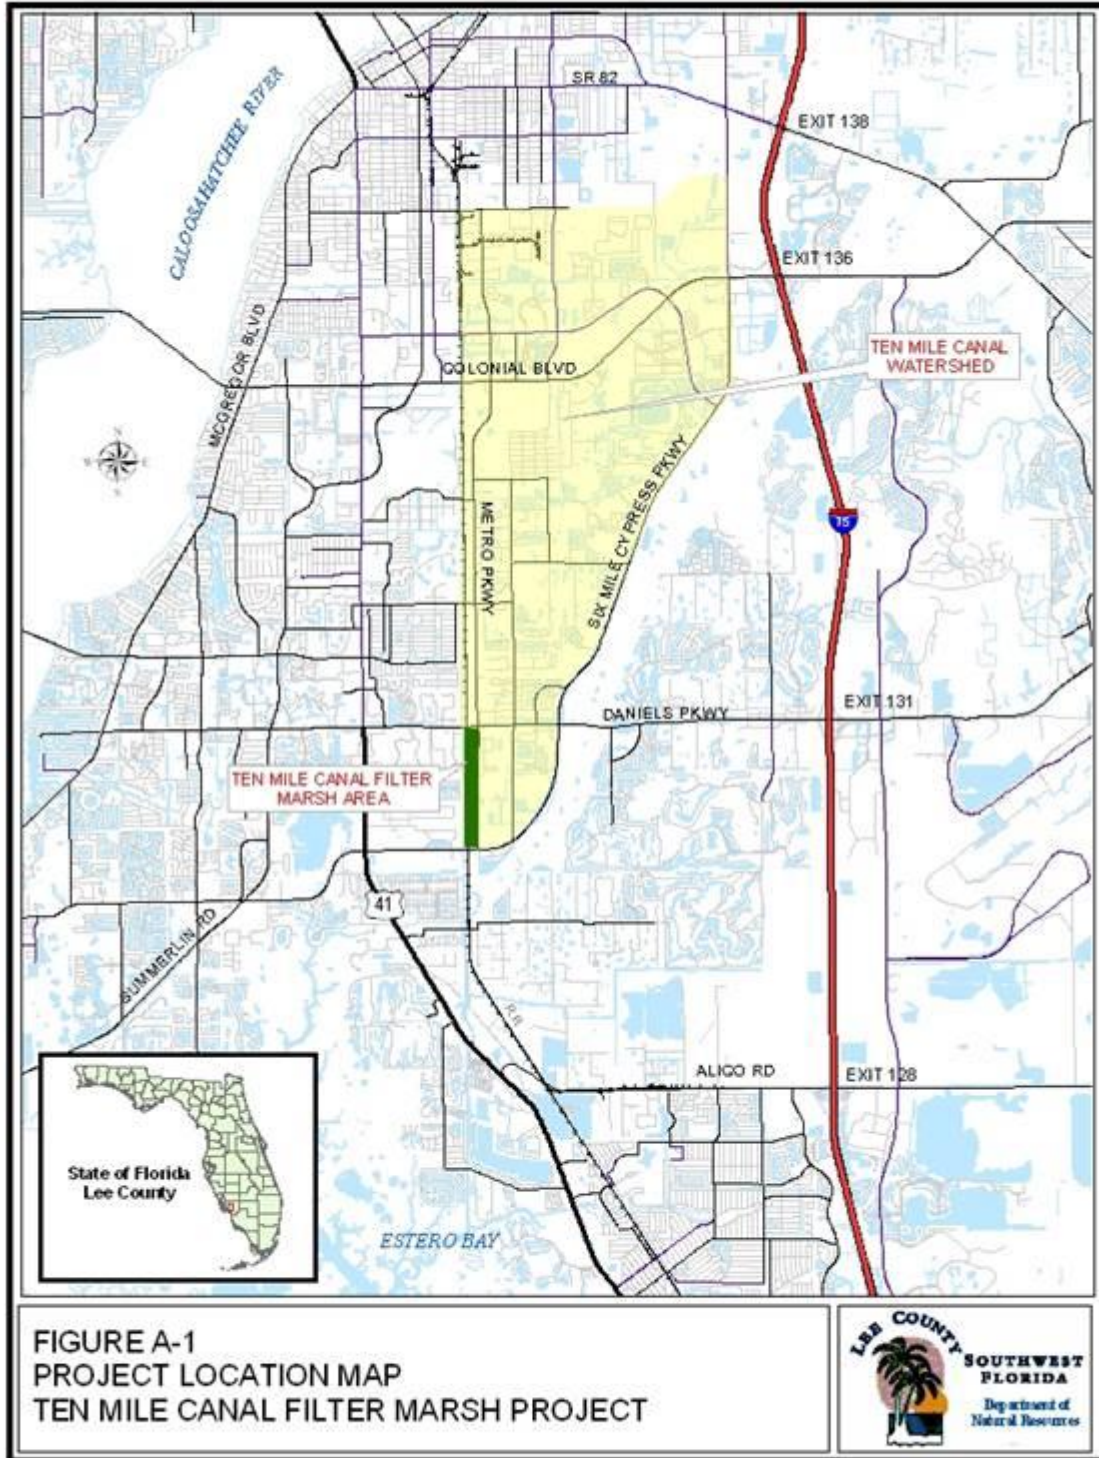 SR 82
EXIT 138
CALOOSAHATCHEE RIVER
EXIT 136
MCGREGOR BLVD
TEN MILE CANAL
WATERSHED
COLONIAL BLVD
SIX MILE CYPRESS PKWY
METRO PKWY
75
EXIT 131
DANIELS PKWY
TEN MILE CANAL FILTER
MARSH AREA
41
SUMMERLIN RD
R.R.
ALICO RD
EXIT 128
State of Florida
Lee County
ESTERO BAY
FIGURE A-1
PROJECT LOCATION MAP
TEN MILE CANAL FILTER MARSH PROJECT
LEE COUNTY
SOUTHWEST
FLORIDA
Department of
Natural Resources